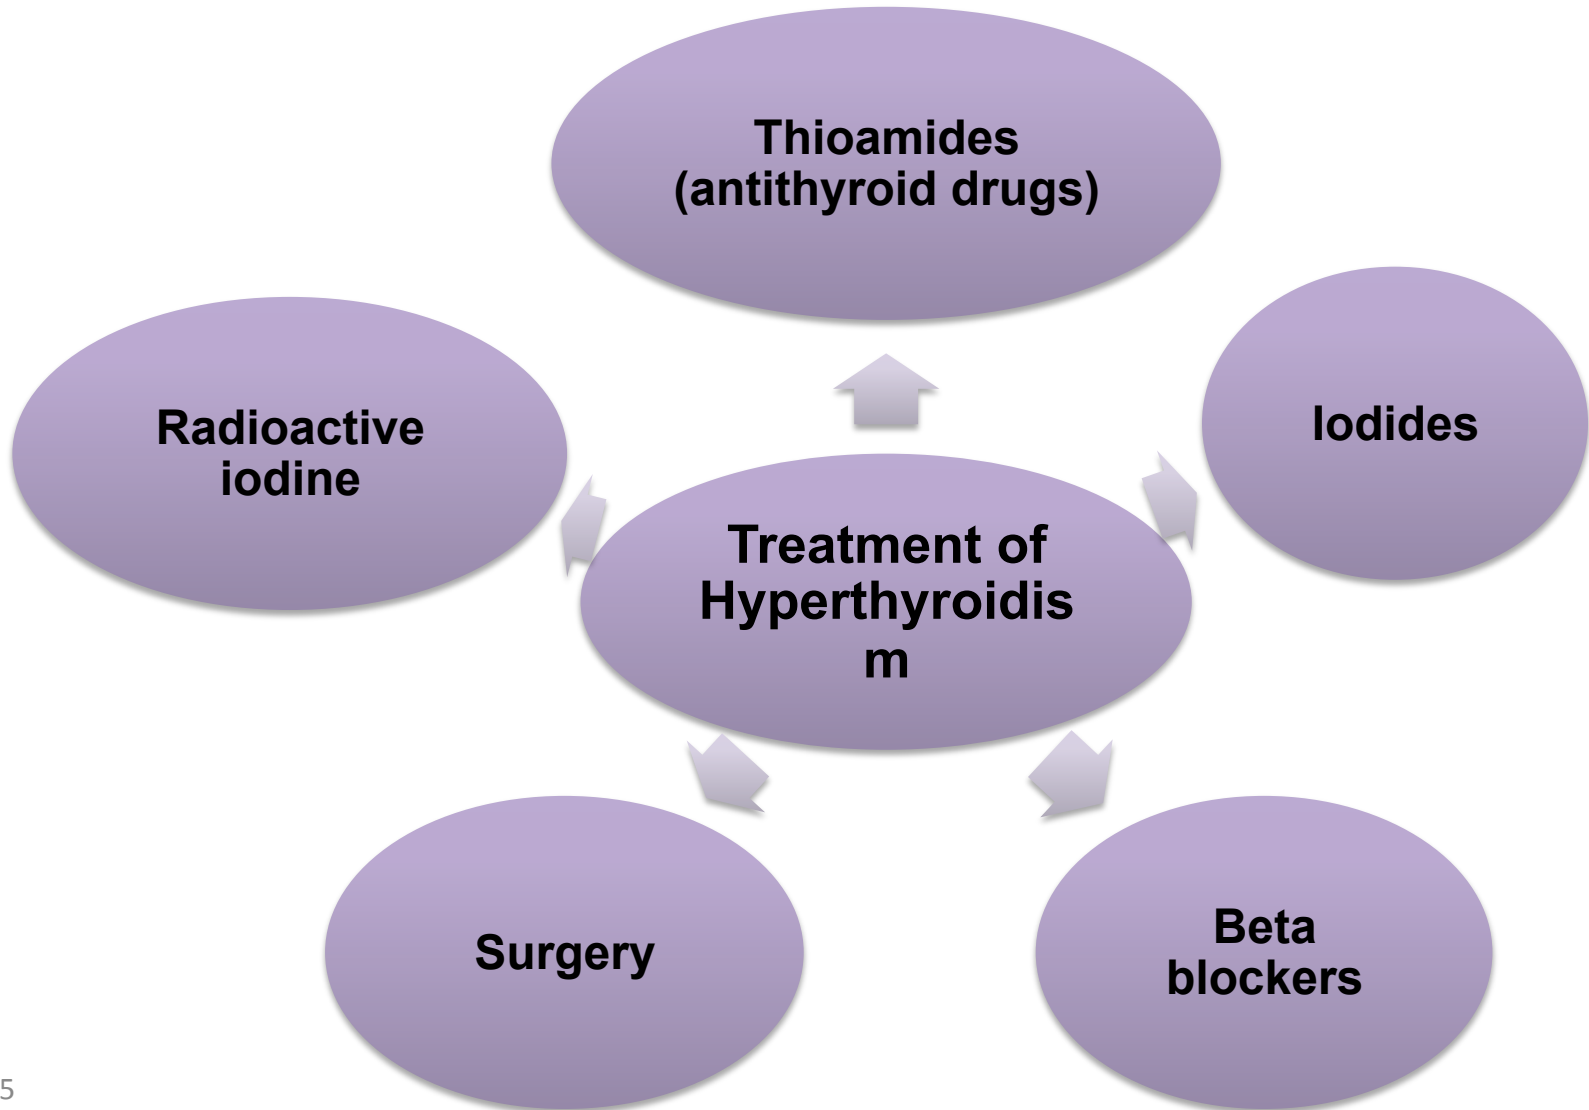 Thioamides
(antithyroid drugs)
Iodides
Radioactive
iodine
Treatment of
Hyperthyroidis
m
Surgery
Beta
blockers
5